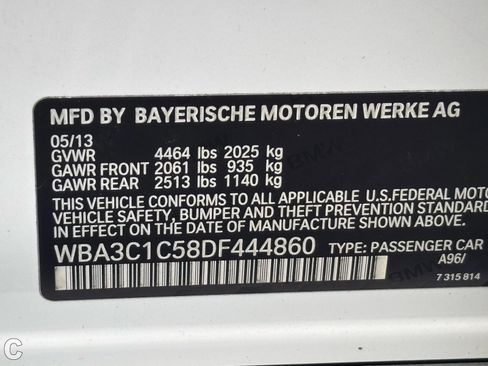 MFD BY BAYERISCHE MOTOREN WERKE AG
05/13
GVWR 4464 lbs 2025 kg
GAWR FRONT 2061 lbs 935 kg
GAWR REAR 2513 lbs 1140 kg
THIS VEHICLE CONFORMS TO ALL APPLICABLE U.S.FEDERAL MOTO
VEHICLE SAFETY, BUMPER AND THEFT PREVENTION STANDARD
IN EFFECT ON THE DATE OF MANUFACTURE SHOWN ABOVE.
WBA3C1C58DF444860 TYPE: PASSENGER CAR
A96/
7 315 814
C